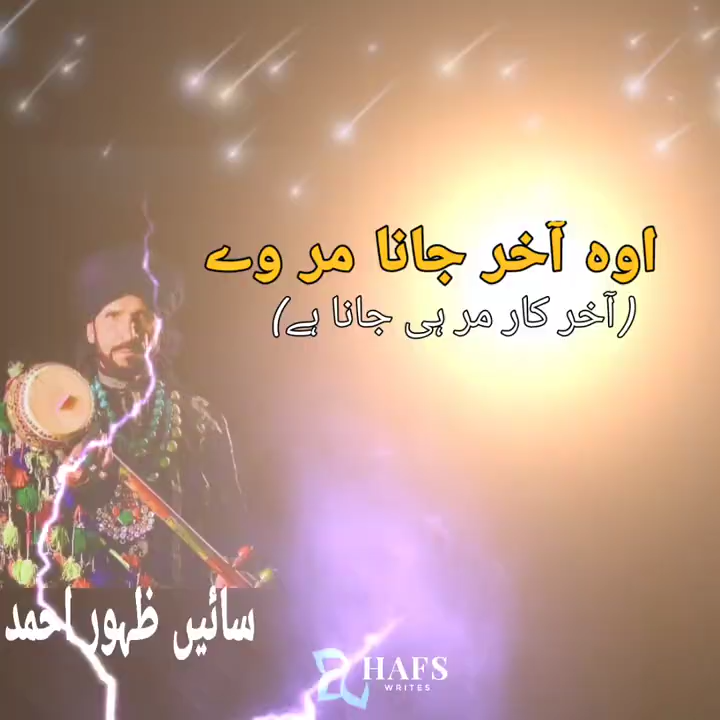 اوہ آخر جانا مر وے
(آخر کار مر ہی جانا ہے)
سائیں ظہور احمد
HAFS
WRITES